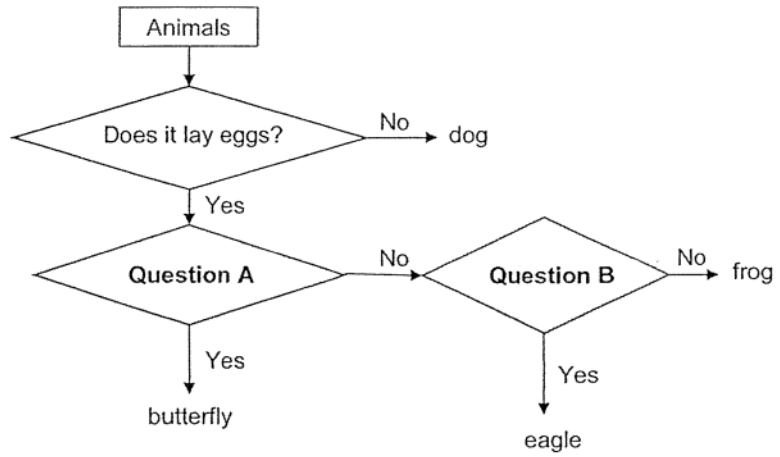 Animals
Does it lay eggs?
No
dog
Yes
Question A
No
Question B
No
frog
Yes
butterfly
Yes
eagle